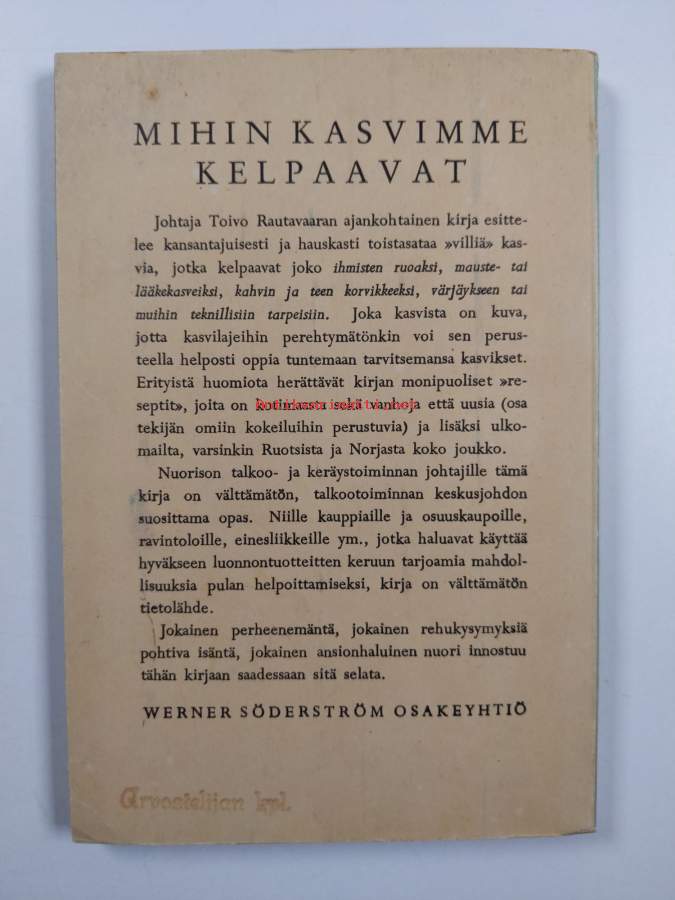 MIHIN KASVIMME
KELPAAVAT
Johtaja Toivo Rautavaaran ajankohtainen kirja esitte-
lee kansantajuisesti ja hauskasti toistasataa »villiä» kas-
via, jotka kelpaavat joko ihmisten ruoaksi, mauste- tai
lääkekasveiksi, kahvin ja teen korvikkeeksi, värjäykseen tai
muihin teknillisiin tarpeisiin. Joka kasvista on kuva,
jotta kasvilajeihin perehtymätönkin voi sen perus-
teella helposti oppia tuntemaan tarvitsemansa kasvikset.
Erityistä huomiota herättävät kirjan monipuoliset »re-
septit», joita on kotimaasta sekä vanhoja että uusia (osa
tekijän omiin kokeiluihin perustuvia) ja lisäksi ulko-
mailta, varsinkin Ruotsista ja Norjasta koko joukko.
Nuorison talkoo- ja keräystoiminnan johtajille tämä
kirja on välttämätön, talkootoiminnan keskusjohdon
suosittama opas. Niille kauppiaille ja osuuskaupoille,
ravintoloille, einesliikkeille ym., jotka haluavat käyttää
hyväkseen luonnontuotteitten keruun tarjoamia mahdol-
lisuuksia pulan helpoittamiseksi, kirja on välttämätön
tietolähde.
Jokainen perheenemäntä, jokainen rehukysymyksiä
pohtiva isäntä, jokainen ansionhaluinen nuori innostuu
tähän kirjaan saadessaan sitä selata.
WERNER SÖDERSTRÖM OSAKEYHTIÖ
Arvostelijan kpl.